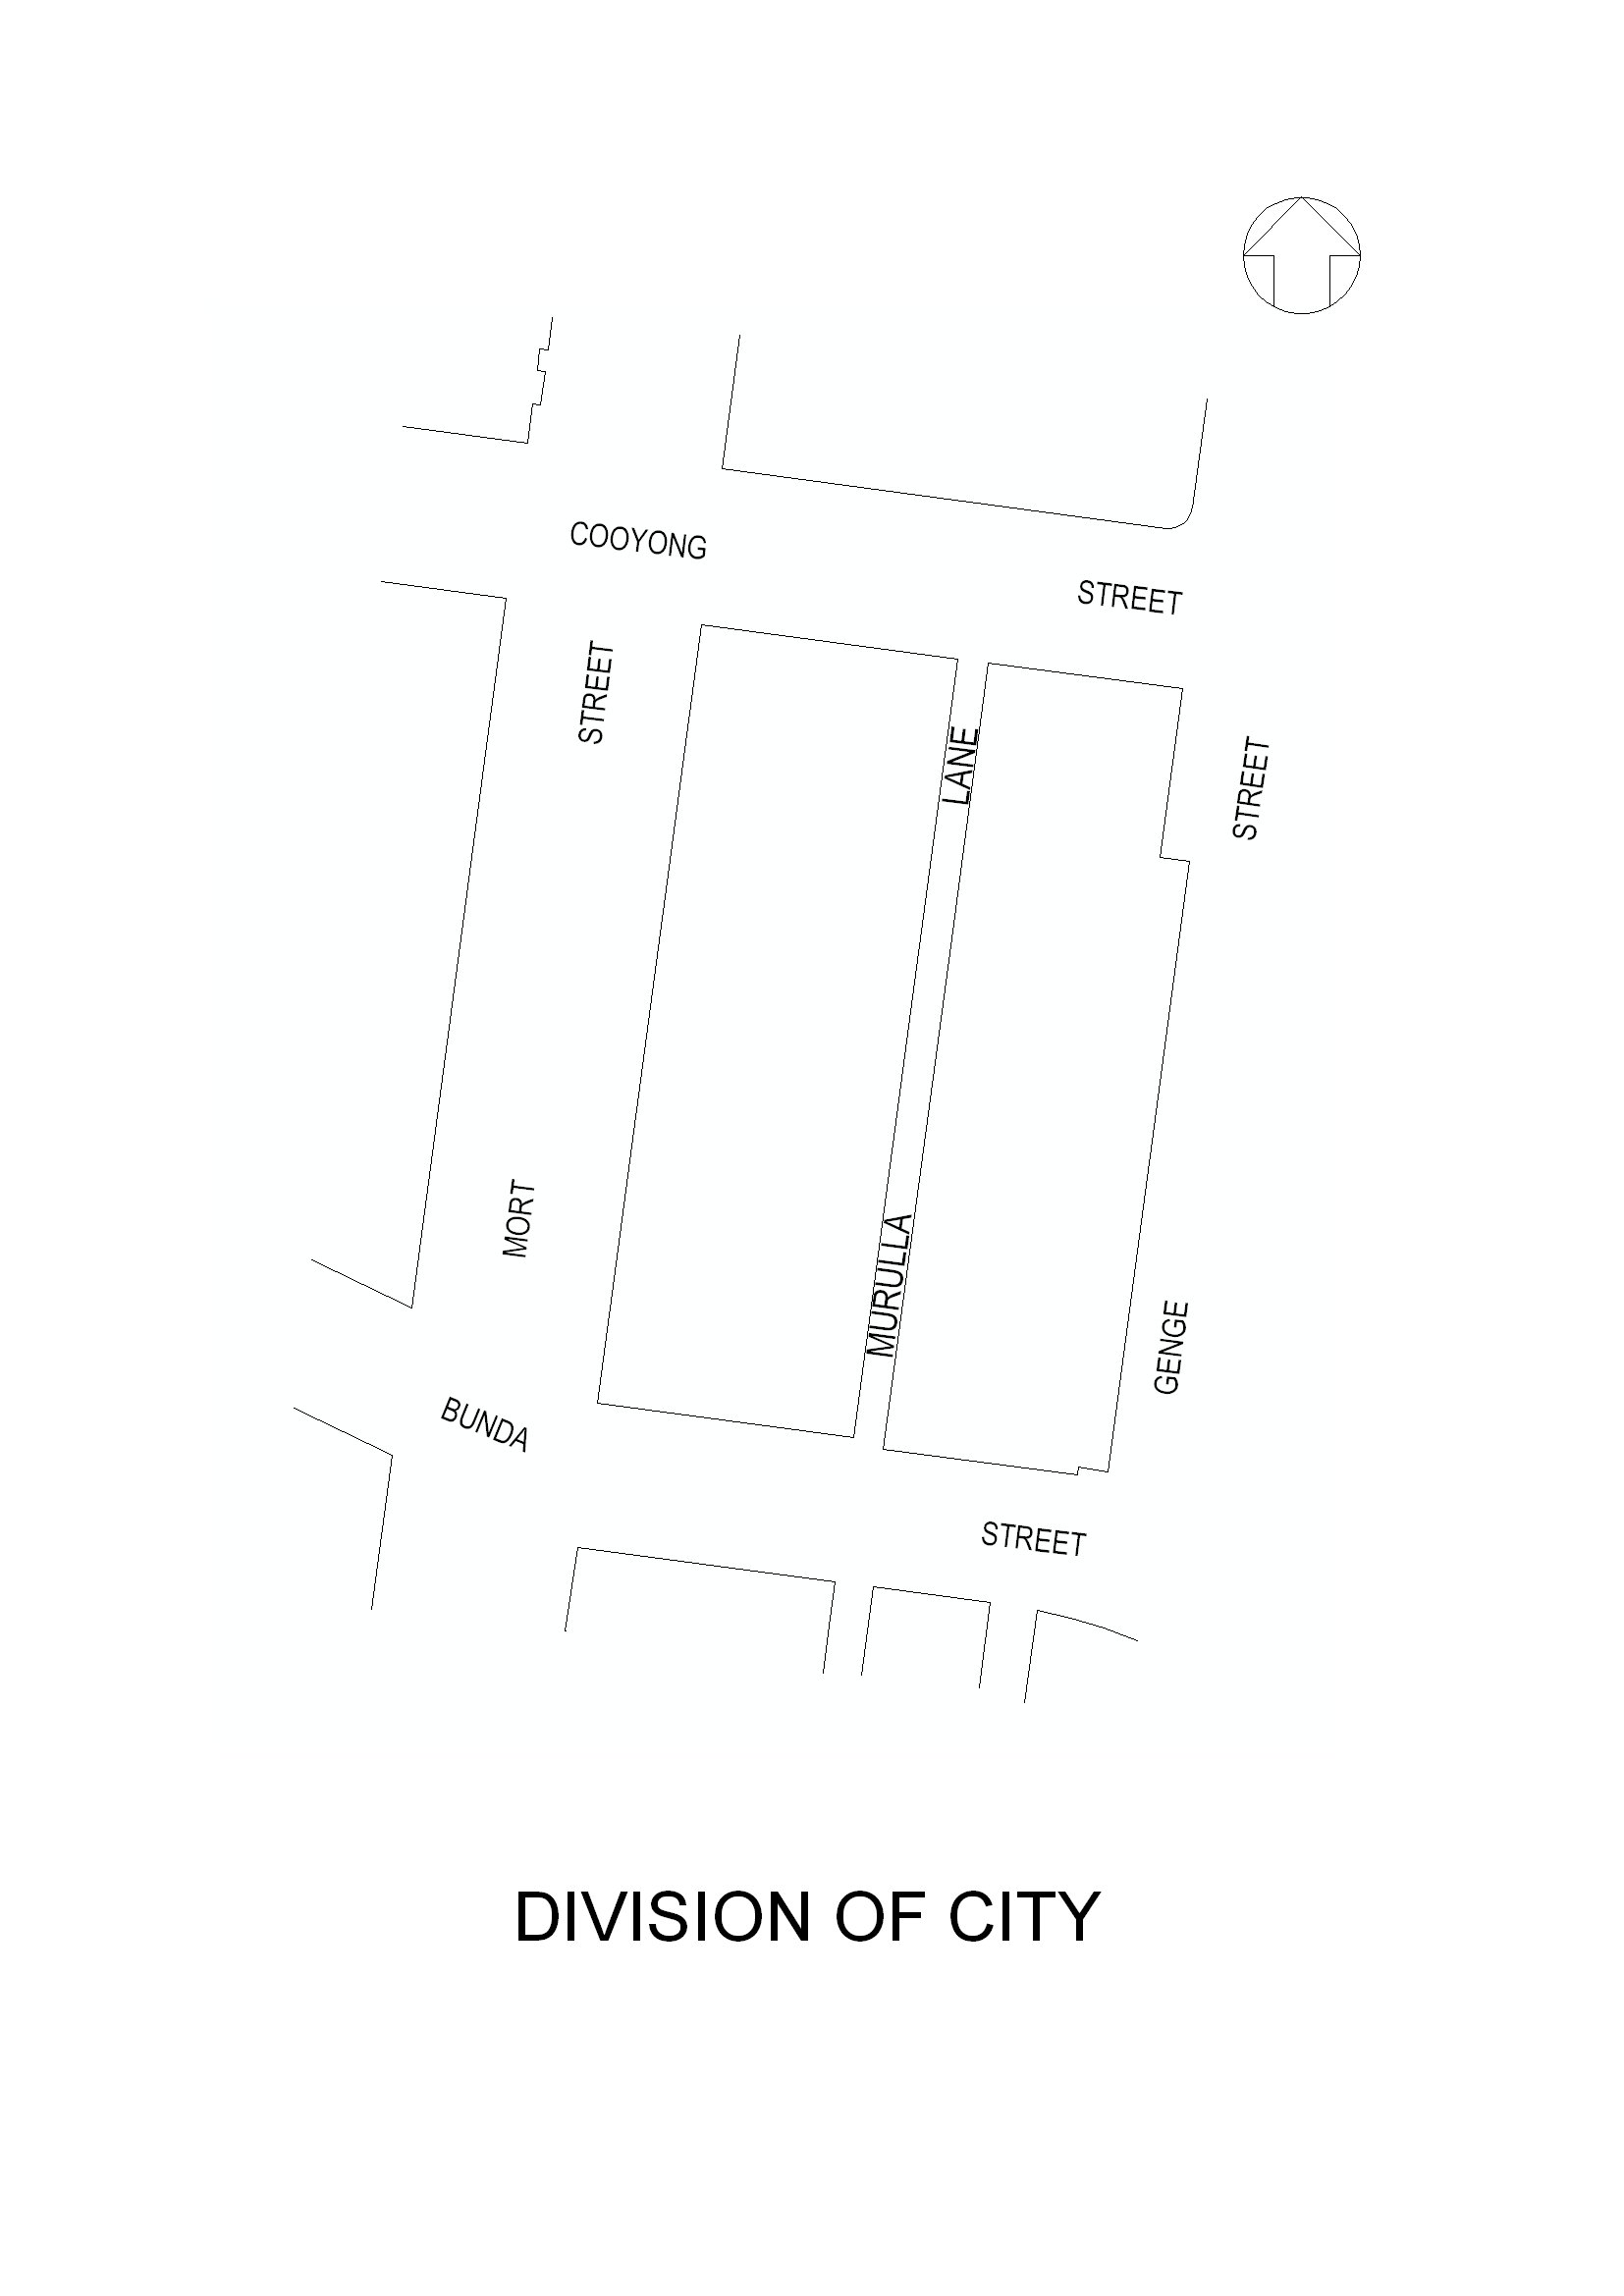 COOYONG
STREET
STREET
LANE
STREET
MORT
MURULLA
GENGE
BUNDA
STREET
DIVISION OF CITY